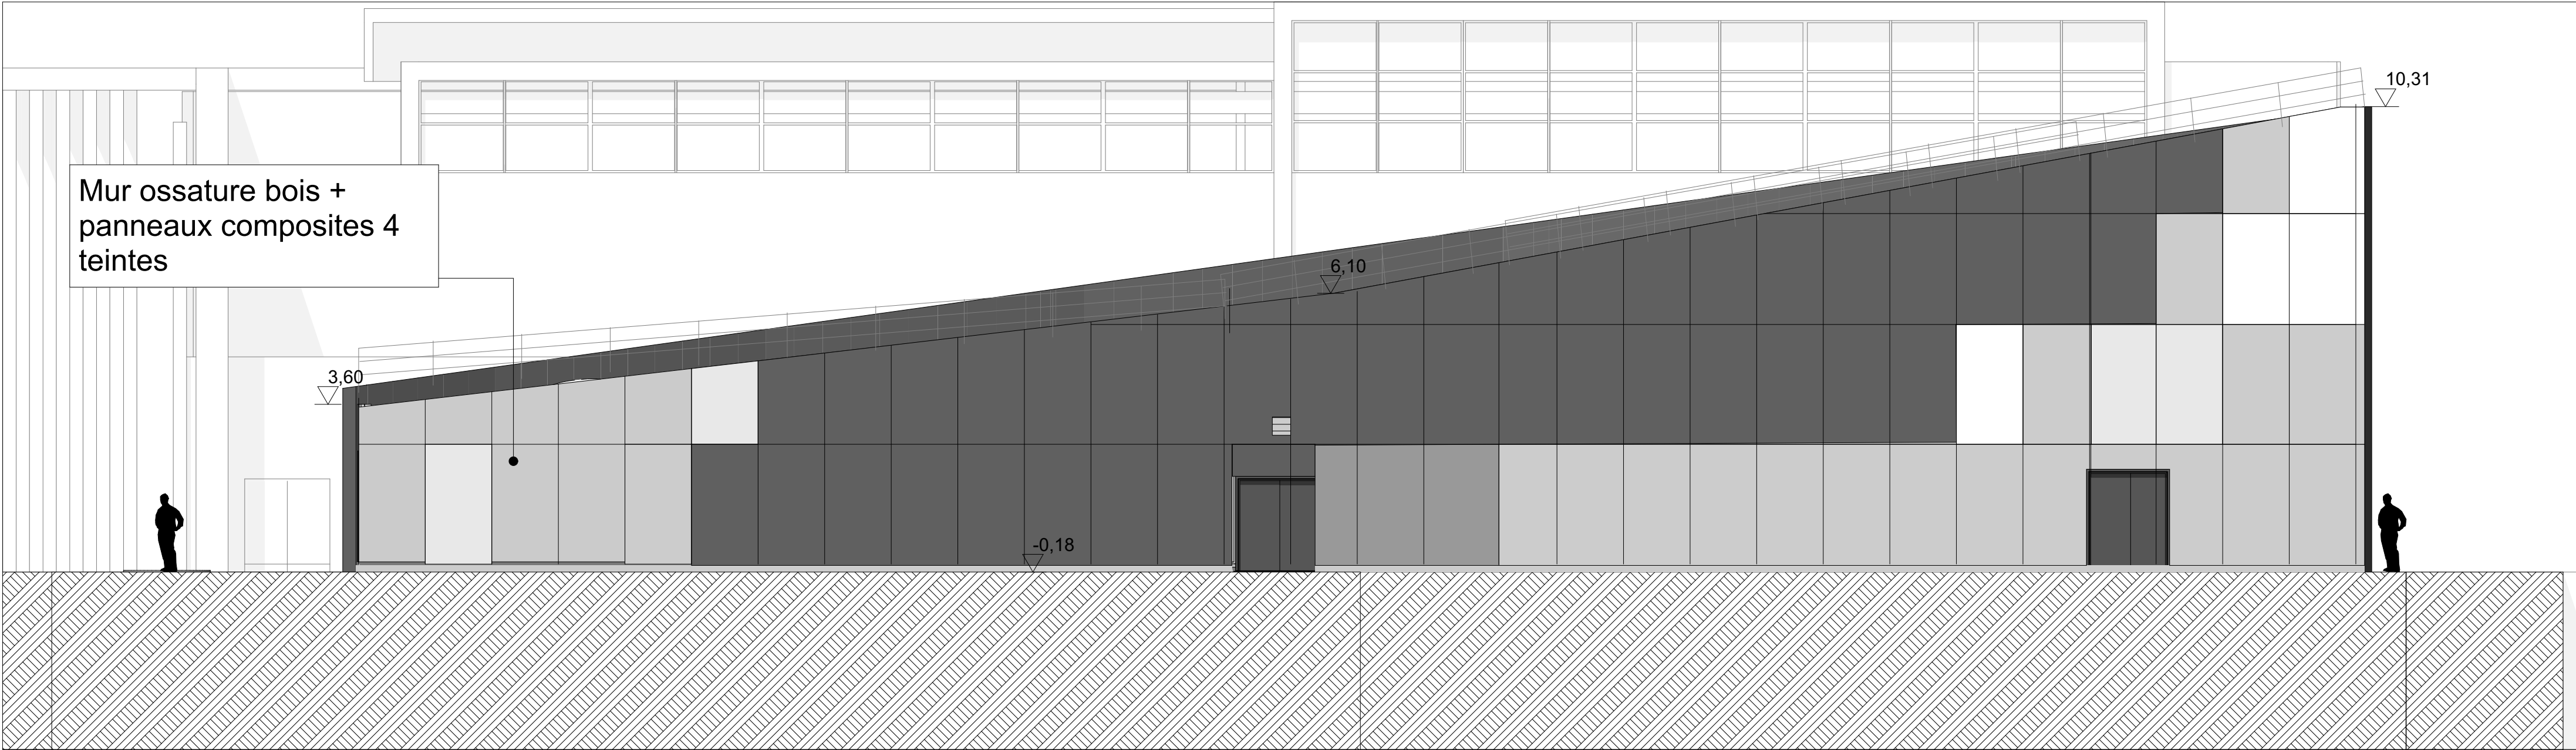 10,31
Mur ossature bois +
panneaux composites 4
teintes
6,10
3,60
-0,18